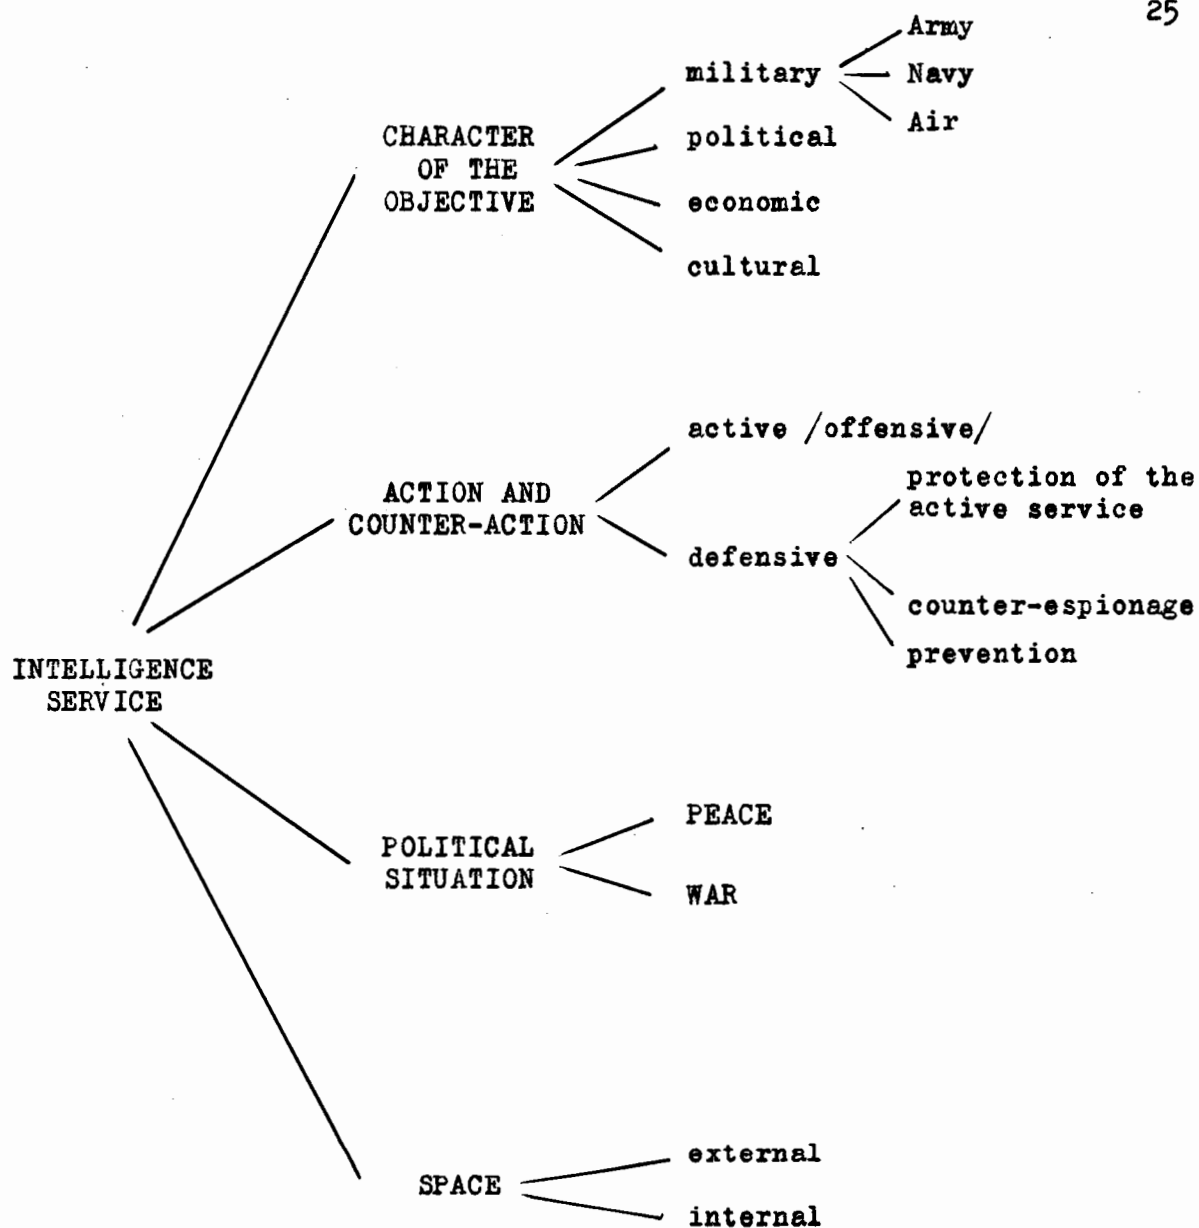 25
Army
military
Navy
Air
CHARACTER
OF THE
OBJECTIVE
political
economic
cultural
active /offensive/
ACTION AND
COUNTER-ACTION
protection of the
active service
defensive
counter-espionage
prevention
INTELLIGENCE
SERVICE
PEACE
POLITICAL
SITUATION
WAR
external
SPACE
internal